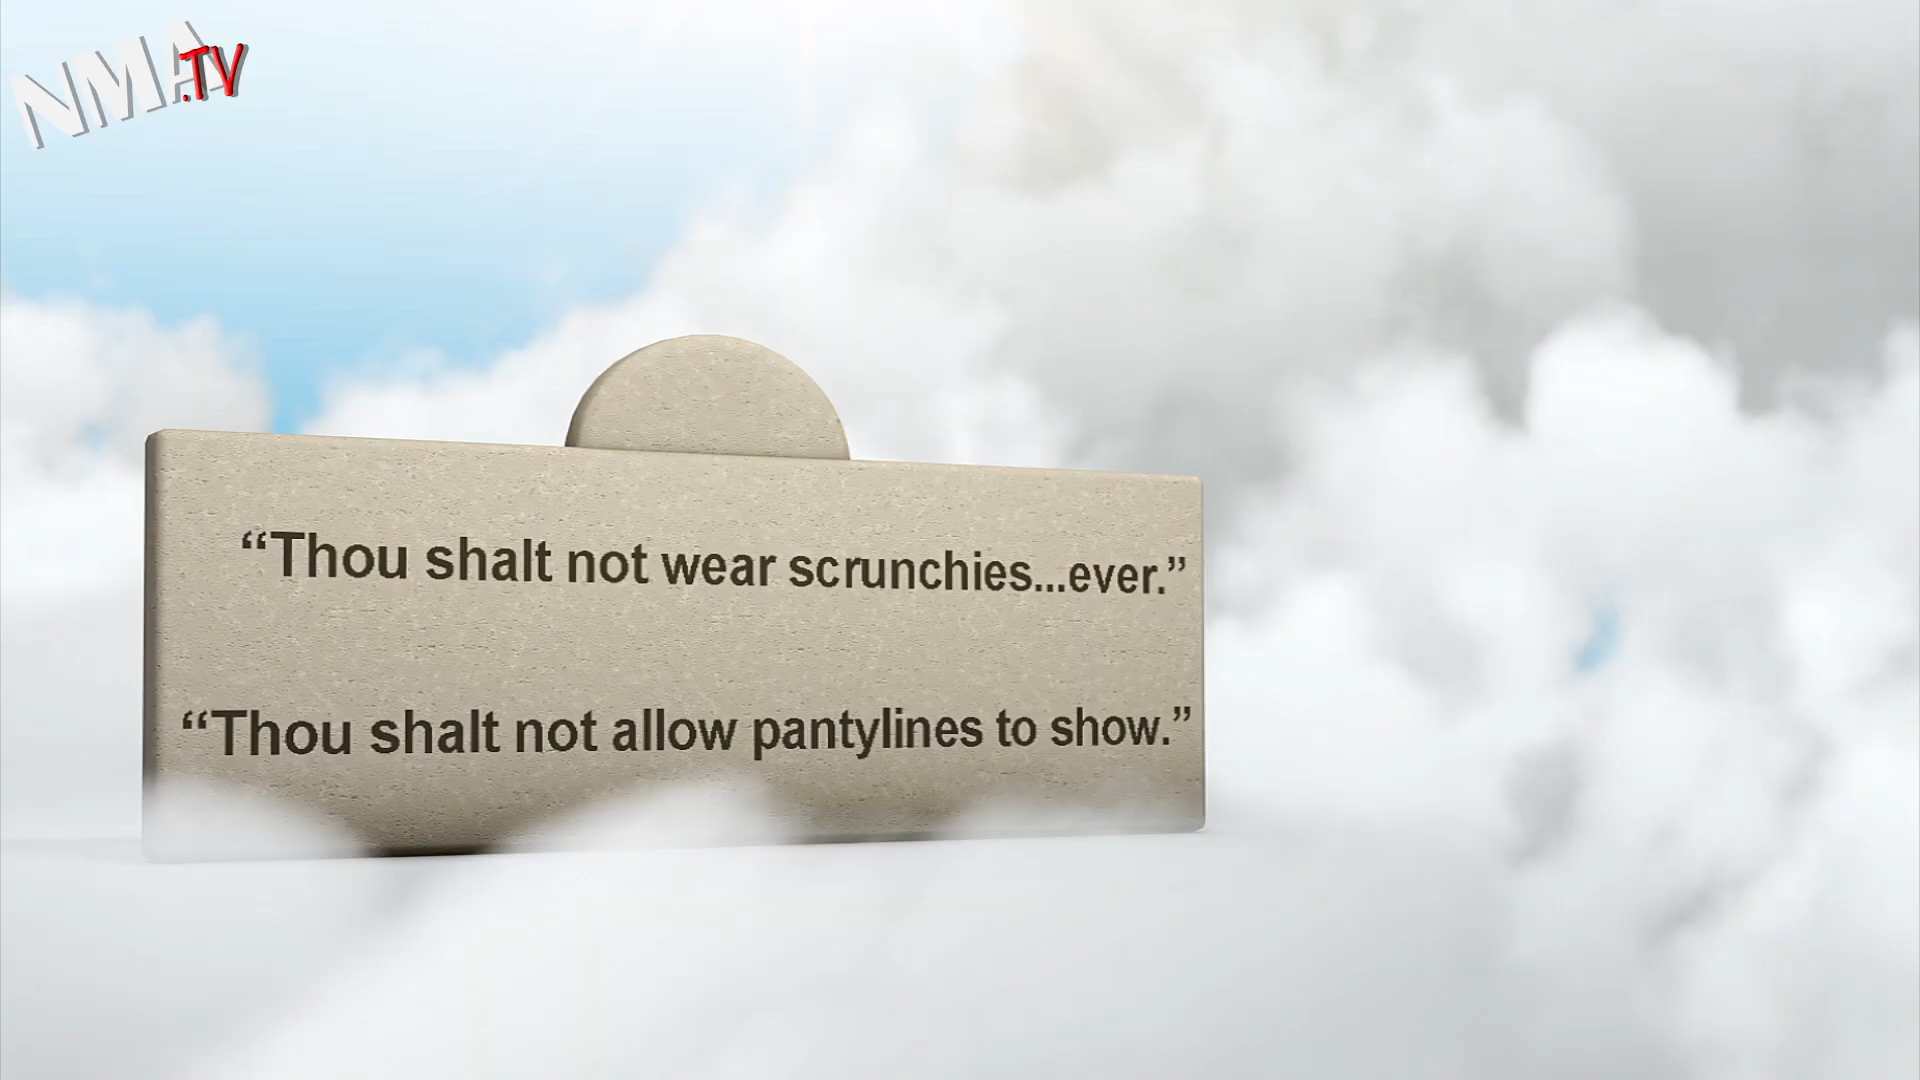 NMA.TV
“Thou shalt not wear scrunchies...ever.”
“Thou shalt not allow pantylines to show.”